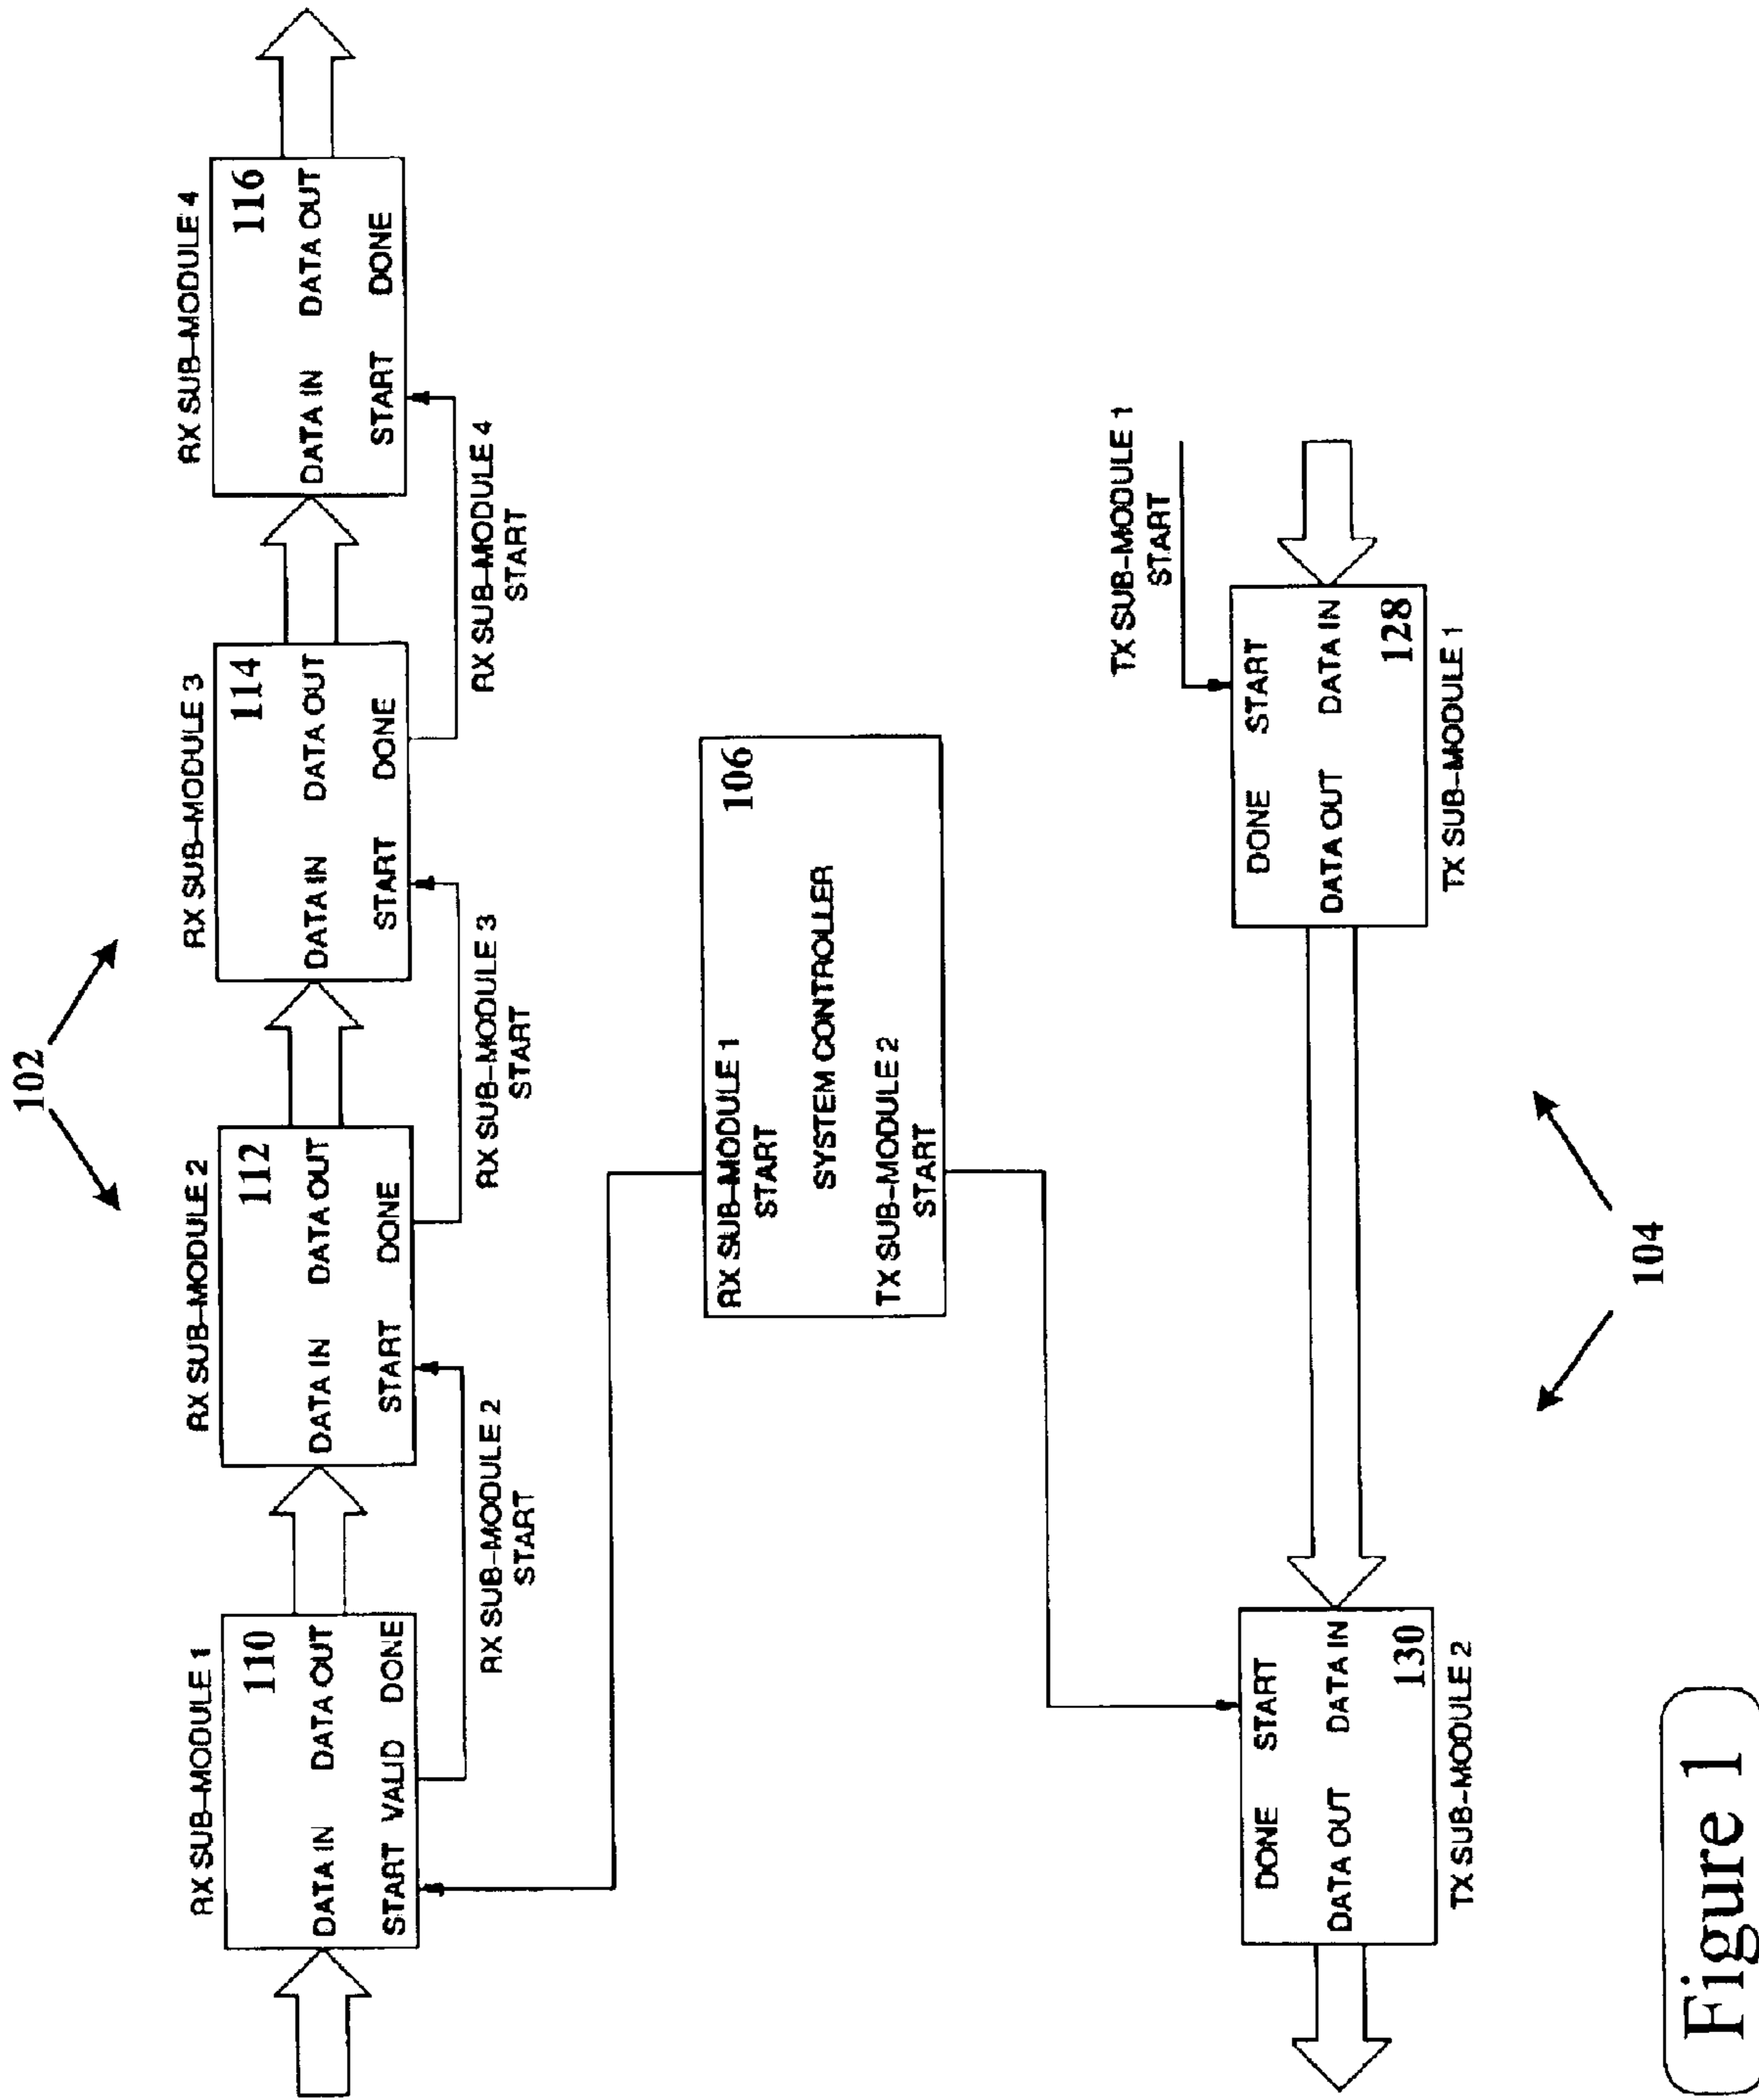 102
RX SUB-MODULE 1
110
DATA IN DATA OUT
START VALID DONE
RX SUB-MODULE 2
START
RX SUB-MODULE 2
112
DATA IN DATA OUT
START DONE
RX SUB-MODULE 3
START
RX SUB-MODULE 3
114
DATA IN DATA OUT
START DONE
RX SUB-MODULE 4
START
RX SUB-MODULE 4
116
DATA IN DATA OUT
START DONE
RX SUB-MODULE 1
START
106
SYSTEM CONTROLLER
TX SUB-MODULE 2
START
TX SUB-MODULE 1
START
DONE START
DATA OUT DATA IN
130
TX SUB-MODULE 2
DONE START
DATA OUT DATA IN
128
TX SUB-MODULE 1
104
Figure 1